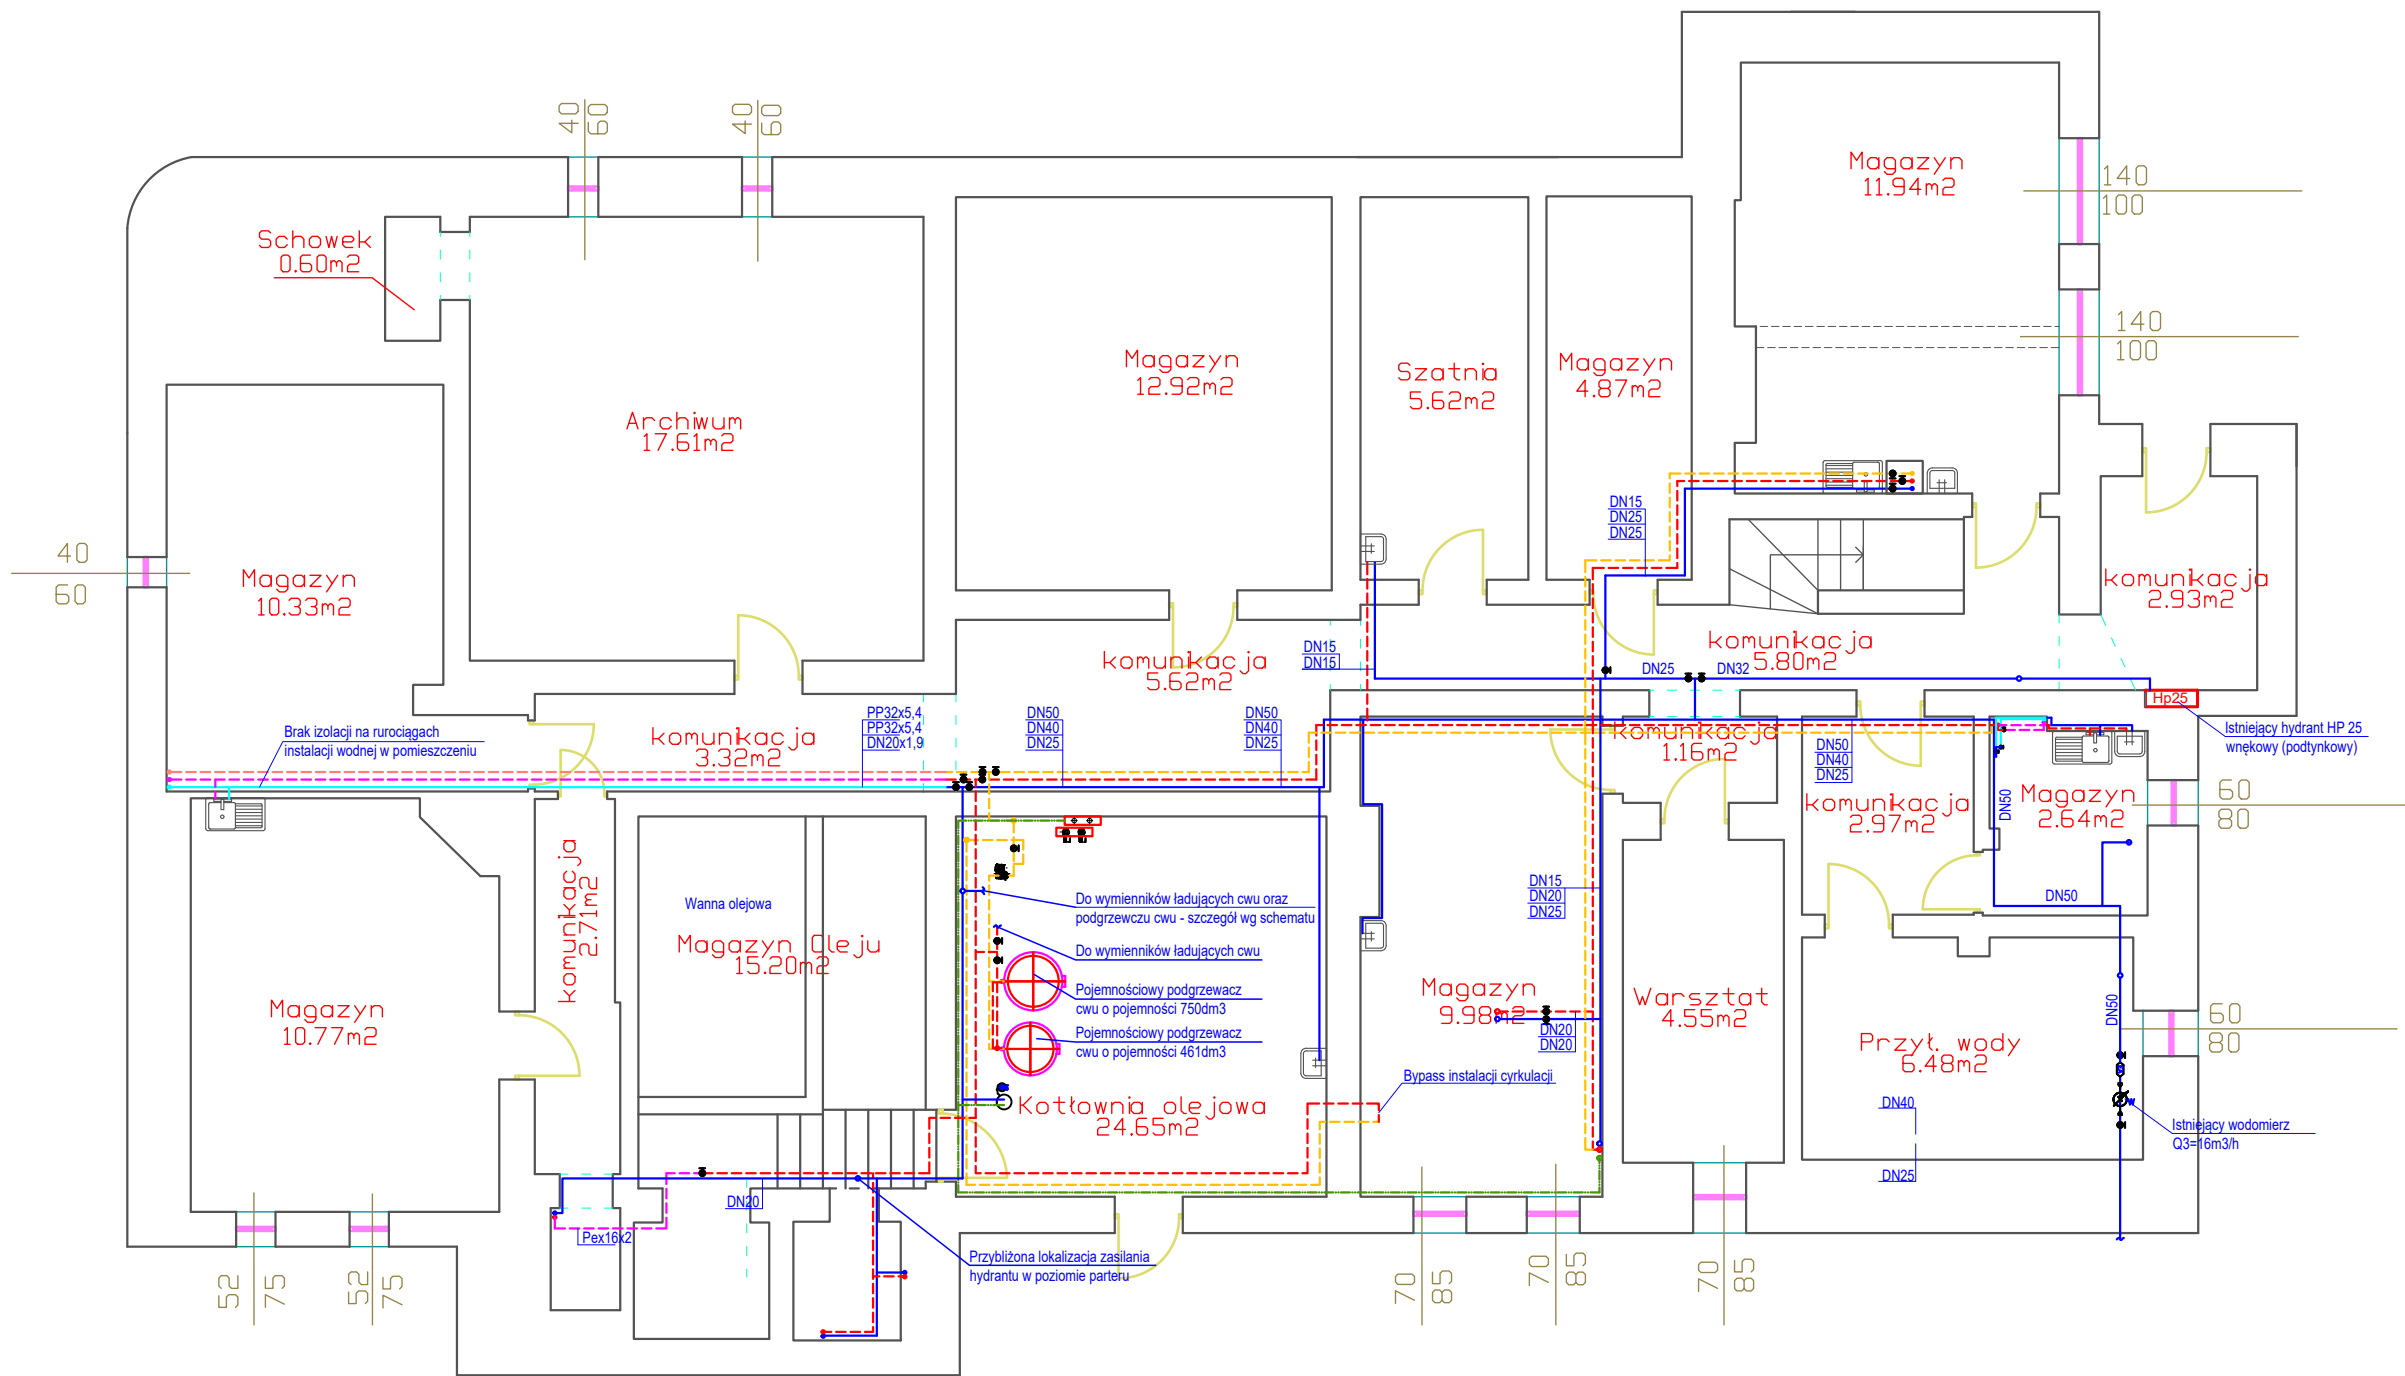 40
60
40
60
Magazyn
11.94m2
140
100
Schowek
0.60m2
140
100
Magazyn
12.92m2
Szatnia
5.62m2
Magazyn
4.87m2
Archiwum
17.61m2
DN15
DN25
DN25
40
60
Magazyn
10.33m2
komunikacja
2.93m2
komunikacja
5.62m2
DN15
DN15
komunikacja
5.80m2
DN25
DN32
Hp25
Istniejący hydrant HP 25
wnękowy (podtynkowy)
Brak izolacji na rurociągach
instalacji wodnej w pomieszczeniu
komunikacja
3.32m2
PP32x5,4
PP32x5,4
DN20x1,9
DN50
DN40
DN25
DN50
DN40
DN25
komunikacja
1.16m2
DN50
DN40
DN25
komunikacja
2.97m2
DN50
Magazyn
2.64m2
60
80
DN50
komunikacja
2.71m2
Wanna olejowa
Magazyn Oleju
15.20m2
Do wymienników ładujących cwu oraz
podgrzewczu cwu - szczegół wg schematu
Do wymienników ładujących cwu
Pojemnościowy podgrzewacz
cwu o pojemności 750dm3
Pojemnościowy podgrzewacz
cwu o pojemności 461dm3
DN15
DN20
DN25
Magazyn
9.98m2
DN20
DN20
Warsztat
4.55m2
Przył. wody
6.48m2
DN50
60
80
Magazyn
10.77m2
Bypass instalacji cyrkulacji
Kotłownia olejowa
24.65m2
DN40
DN25
Istniejący wodomierz
Q3=16m3/h
DN20
Pex16x2
Przybliżona lokalizacja zasilania
hydrantu w poziomie parteru
52
75
52
75
70
85
70
85
70
85